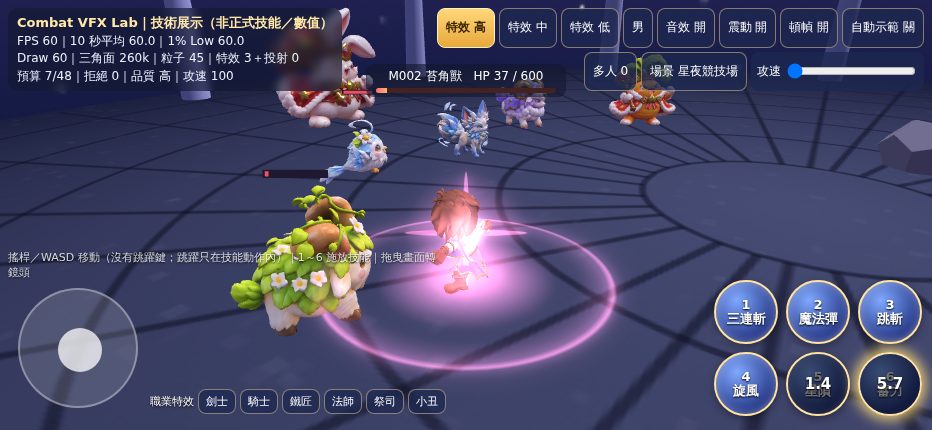 Combat VFX Lab｜技術展示（非正式技能／數值）
FPS 60｜10 秒平均 60.0｜1% Low 60.0
Draw 60｜三角面 260k｜粒子 45｜特效 3＋投射 0
預算 7/48｜拒絕 0｜品質 高｜攻速 100
特效 高
特效 中
特效 低
男
音效 開
震動 開
頓幀 開
自動示範 關
多人 0
場景 星夜競技場
攻速
M002 苔角獸 HP 37 / 600
搖桿／WASD 移動（沒有跳躍鍵；跳躍只在技能動作內）｜1～6 施放技能｜拖曳畫面轉
鏡頭
1
三連斬
2
魔法彈
3
跳斬
4
旋風
5
1.4
星隕
6
5.7
蓄力
職業特效
劍士
騎士
鐵匠
法師
祭司
小丑